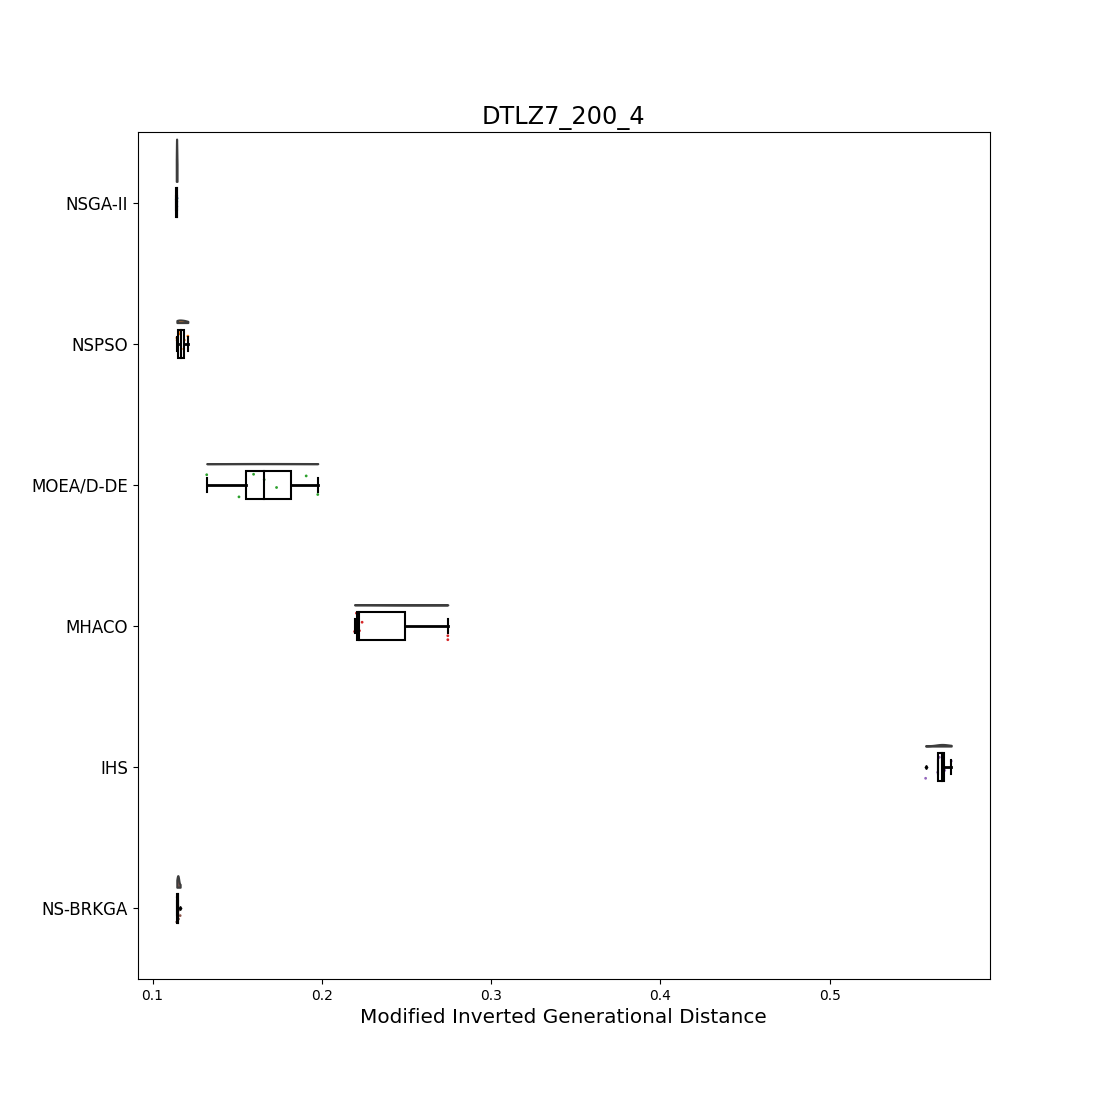 DTLZ7_200_4
NSGA-II
NSPSO
MOEA/D-DE
MHACO
IHS
NS-BRKGA
0.1 0.2 0.3 0.4 0.5
Modified Inverted Generational Distance